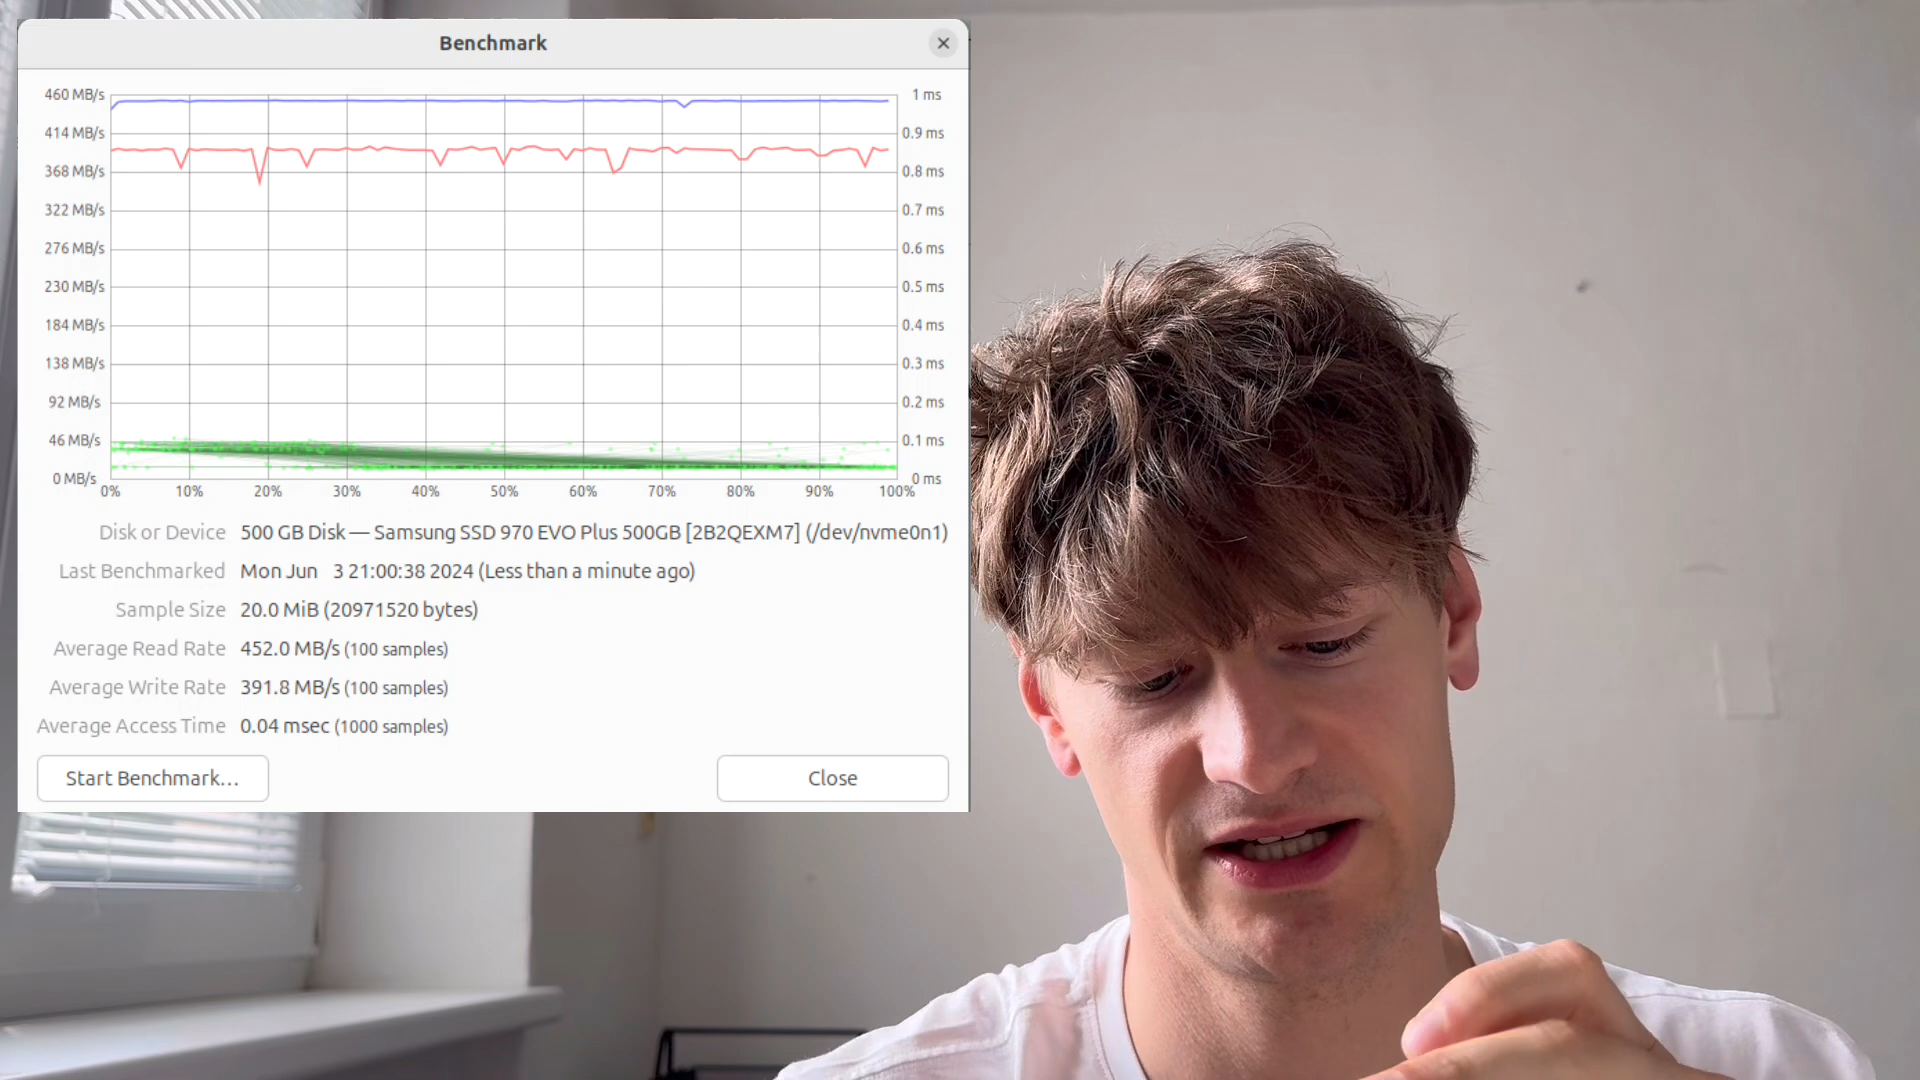 Benchmark
460 MB/s
1 ms
414 MB/s
0.9 ms
368 MB/s
0.8 ms
322 MB/s
0.7 ms
276 MB/s
0.6 ms
230 MB/s
0.5 ms
184 MB/s
0.4 ms
138 MB/s
0.3 ms
92 MB/s
0.2 ms
46 MB/s
0.1 ms
0 MB/s
0 ms
0% 10% 20% 30% 40% 50% 60% 70% 80% 90% 100%
Disk or Device 500 GB Disk — Samsung SSD 970 EVO Plus 500GB [2B2QEXM7] (/dev/nvme0n1)
Last Benchmarked Mon Jun 3 21:00:38 2024 (Less than a minute ago)
Sample Size 20.0 MiB (20971520 bytes)
Average Read Rate 452.0 MB/s (100 samples)
Average Write Rate 391.8 MB/s (100 samples)
Average Access Time 0.04 msec (1000 samples)
Start Benchmark...
Close